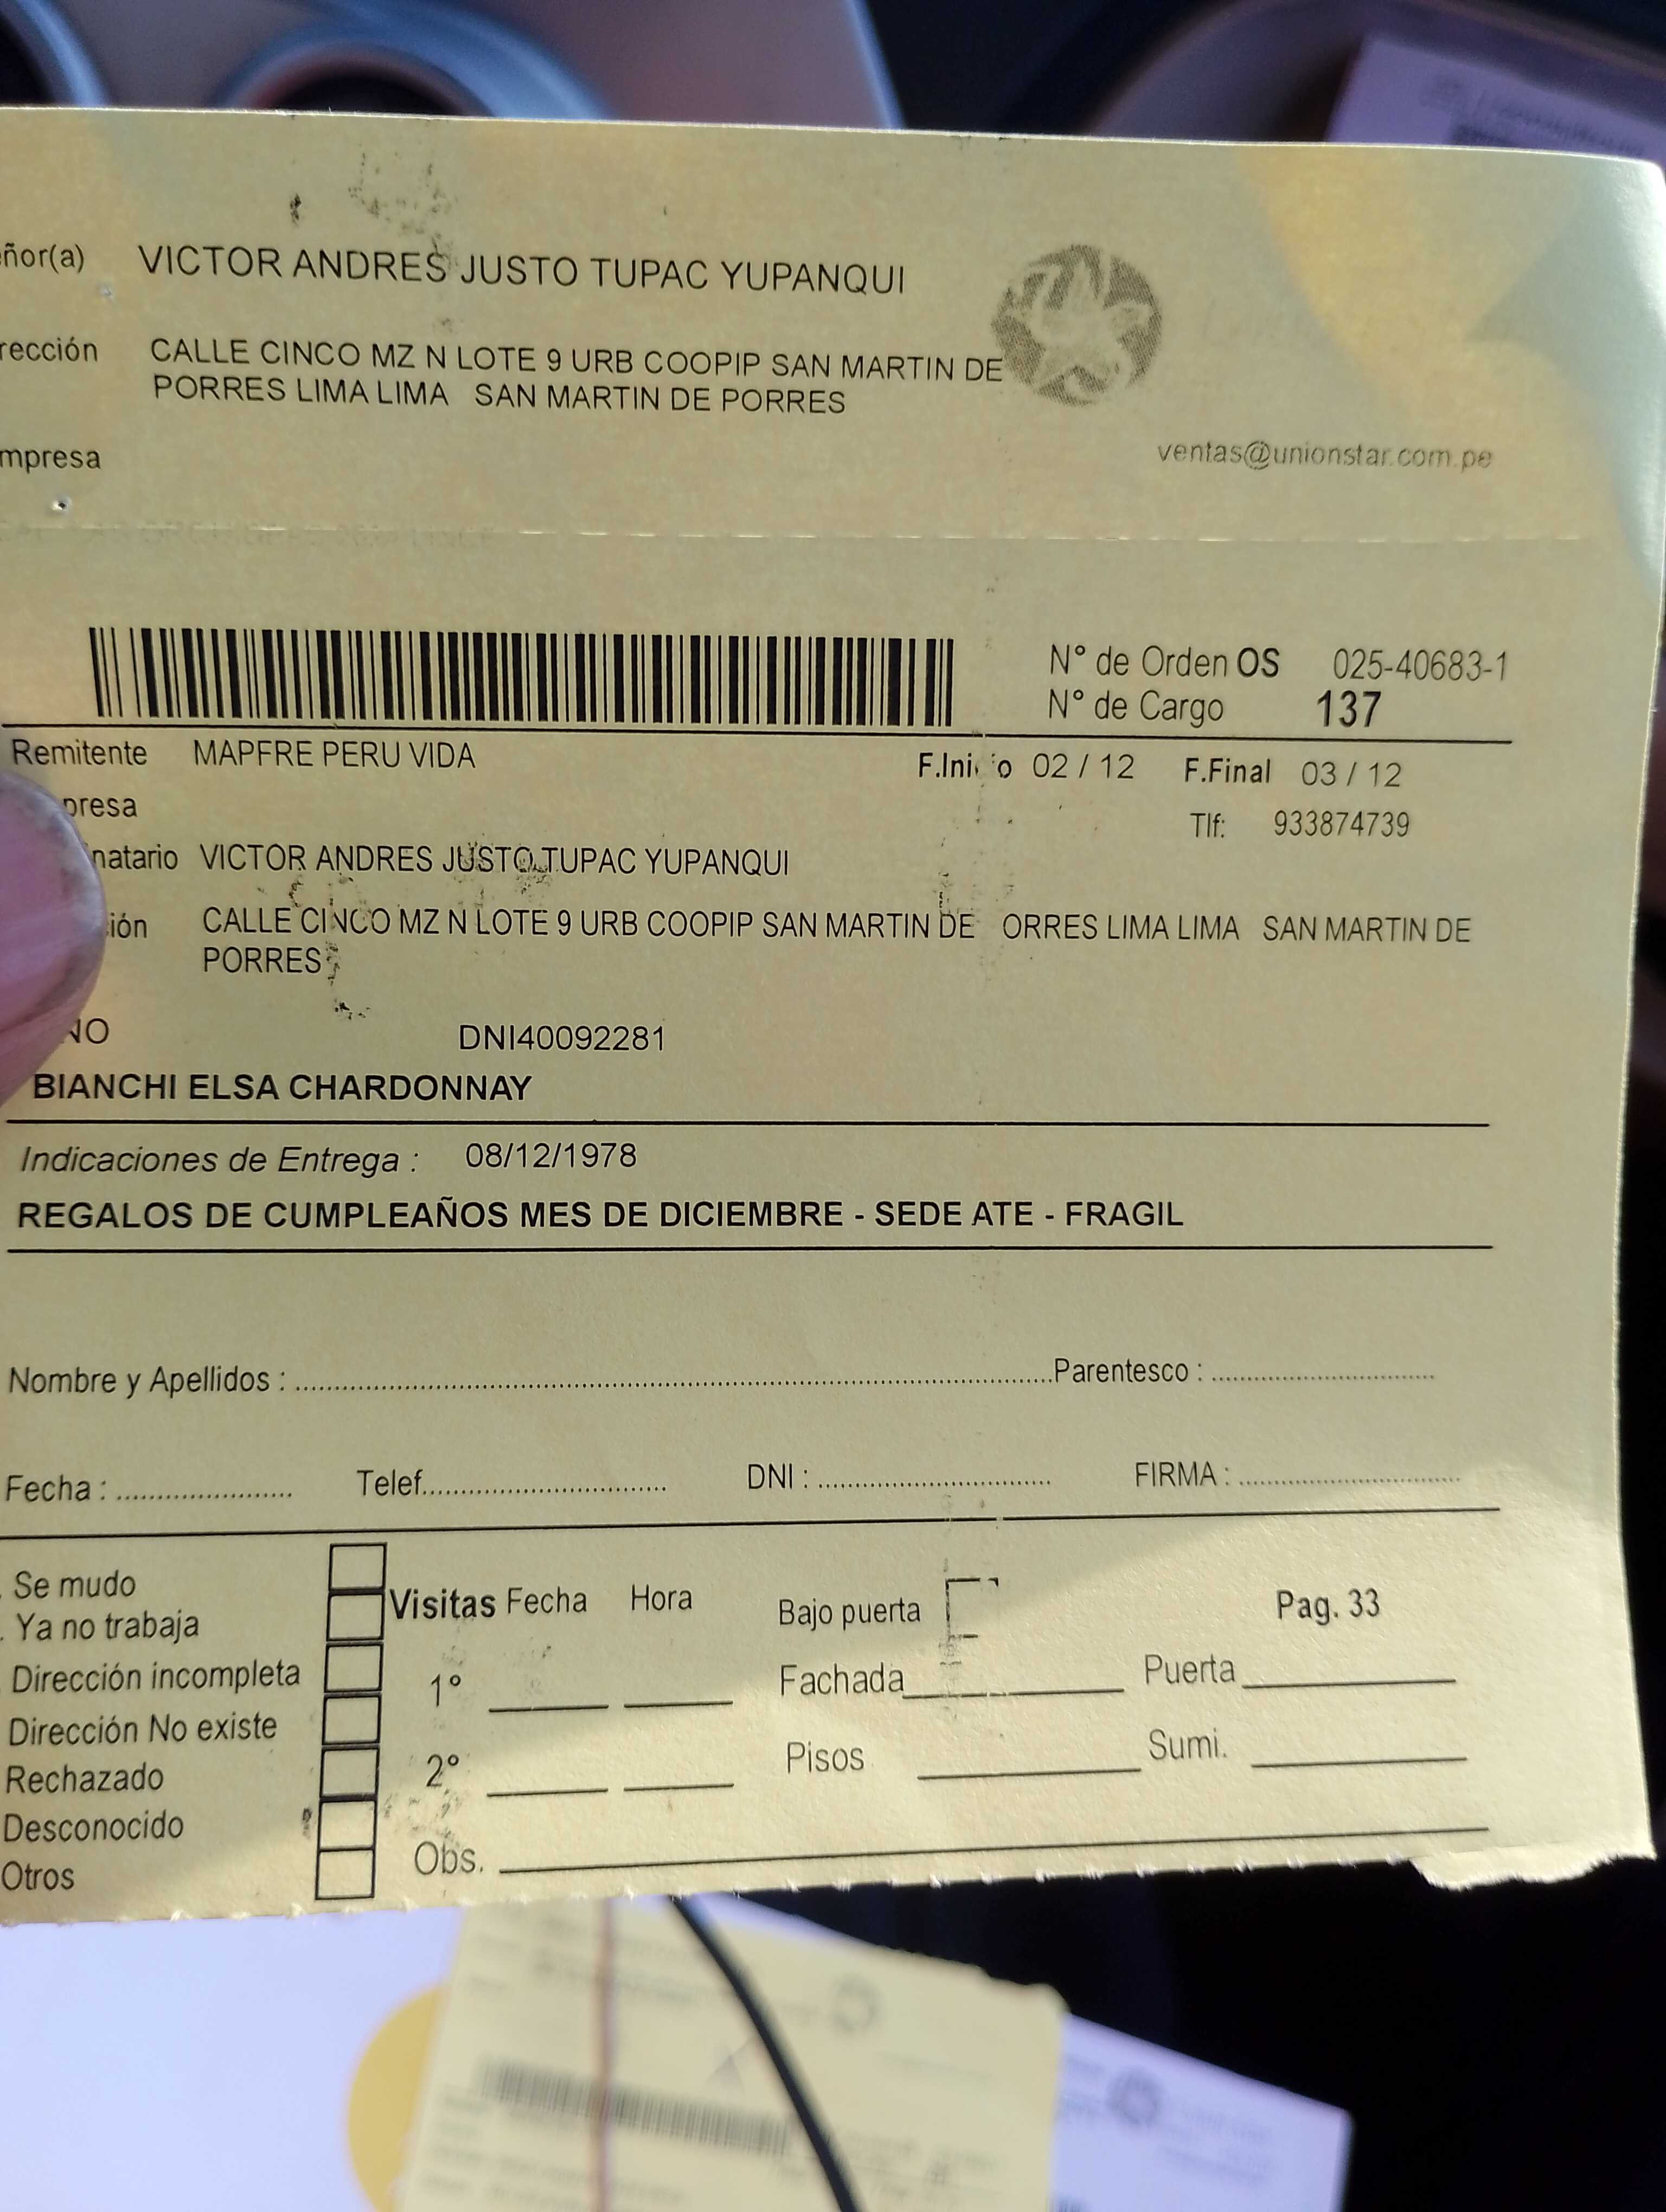 ñor(a) VICTOR ANDRES JUSTO TUPAC YUPANQUI
rección CALLE CINCO MZ N LOTE 9 URB COOPIP SAN MARTIN DE
PORRES LIMA LIMA SAN MARTIN DE PORRES
mpresa
ventas@unionstar.com.pe
N° de Orden OS 025-40683-1
N° de Cargo 137
Remitente MAPFRE PERU VIDA F.Inicio 02 / 12 F.Final 03 / 12
presa
Tlf: 933874739
natario VICTOR ANDRES JUSTO TUPAC YUPANQUI
ión CALLE CINCO MZ N LOTE 9 URB COOPIP SAN MARTIN DE ORRES LIMA LIMA SAN MARTIN DE
PORRES
NO DNI40092281
BIANCHI ELSA CHARDONNAY
Indicaciones de Entrega : 08/12/1978
REGALOS DE CUMPLEAÑOS MES DE DICIEMBRE - SEDE ATE - FRAGIL
Nombre y Apellidos : Parentesco :
Fecha : Telef. DNI : FIRMA :
Se mudo
Ya no trabaja
Dirección incompleta
Dirección No existe
Rechazado
Desconocido
Otros
Visitas Fecha Hora
1°
2°
Obs.
Bajo puerta
Pag. 33
Fachada Puerta
Pisos Sumi.